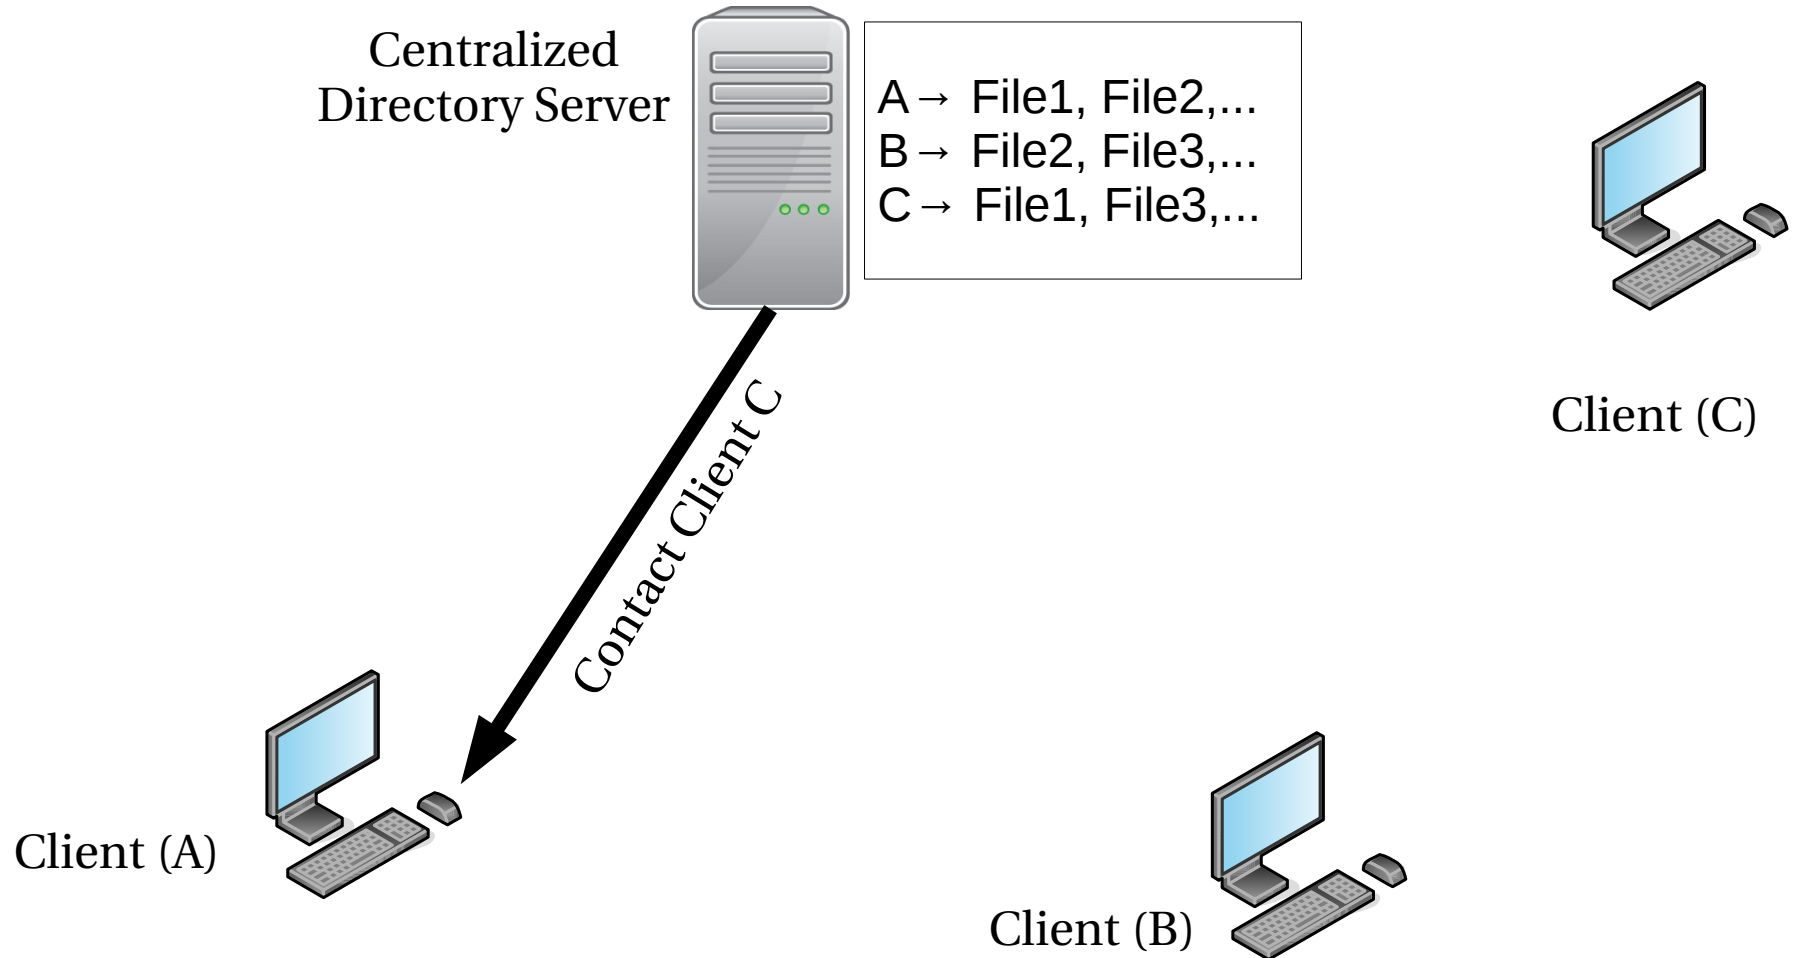 Centralized
Directory Server
A→ File1, File2,...
B→ File2, File3,...
C→ File1, File3,...
Client (C)
Contact Client C
Client (A)
Client (B)